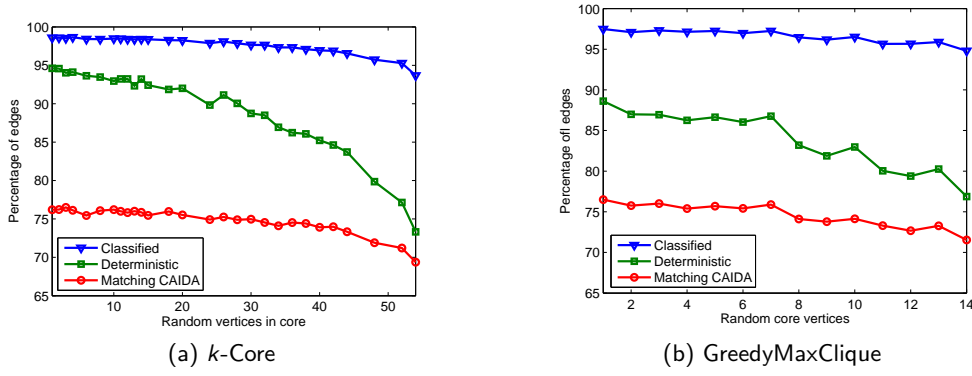 100
95
90
85
80
75
70
65
Percentage of edges
Classified
Deterministic
Matching CAIDA
10 20 30 40 50
Random vertices in core
(a) k-Core
100
95
90
85
80
75
70
65
Percentage ofl edges
Classified
Deterministic
Matching CAIDA
2 4 6 8 10 12 14
Random core vertices
(b) GreedyMaxClique